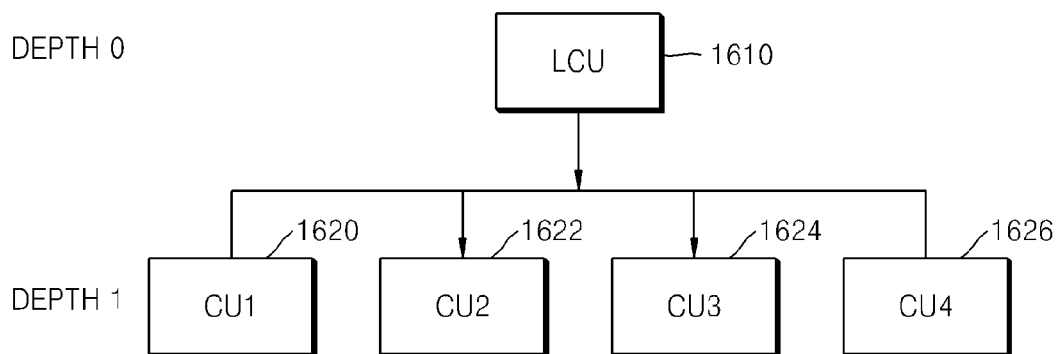 DEPTH 0
LCU
1610
1620
1622
1624
1626
DEPTH 1
CU1
CU2
CU3
CU4